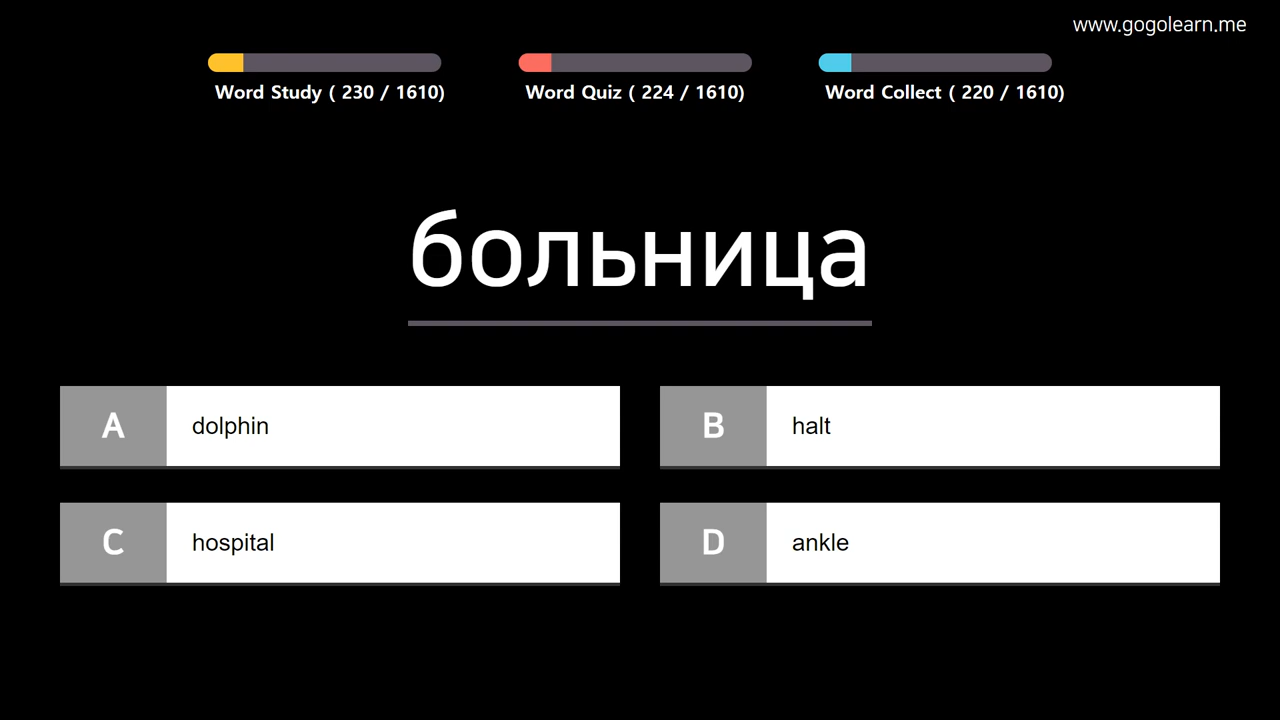 www.gogolearn.me
Word Study ( 230 / 1610)
Word Quiz ( 224 / 1610)
Word Collect ( 220 / 1610)
больница
A dolphin
B halt
C hospital
D ankle